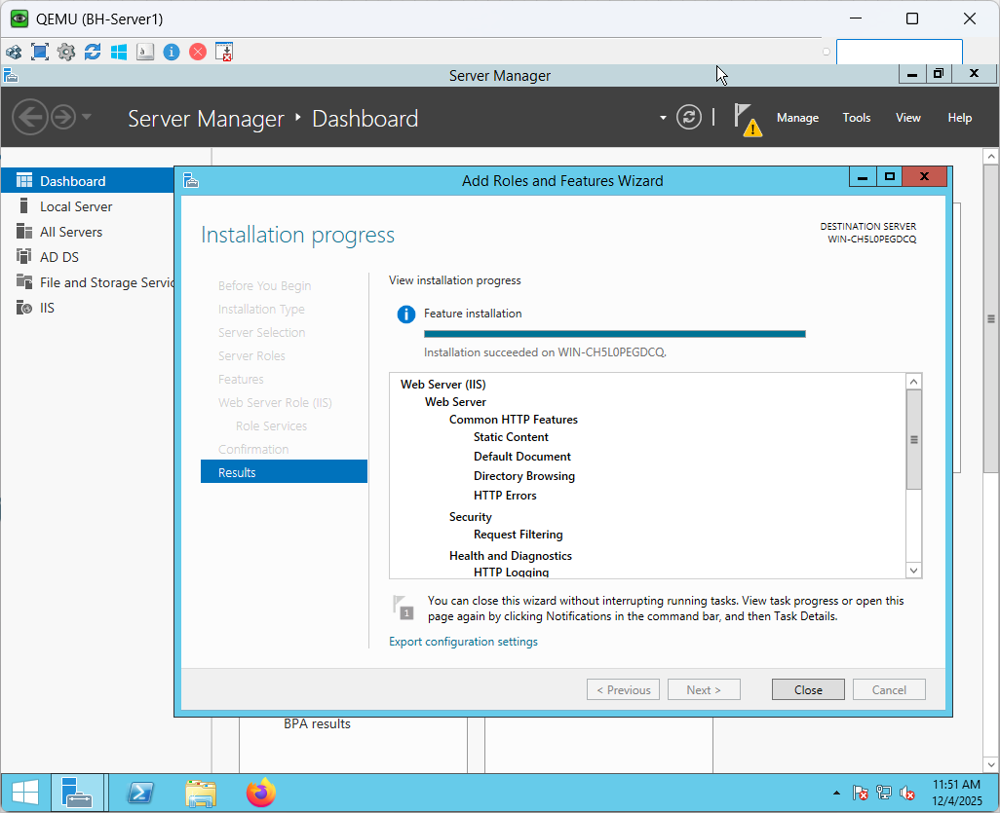 QEMU (BH-Server1)
Server Manager
Server Manager ‣ Dashboard
Manage Tools View Help
Dashboard
Local Server
All Servers
AD DS
File and Storage Servic
IIS
Add Roles and Features Wizard
Installation progress
DESTINATION SERVER
WIN-CH5L0PEGDCQ
Before You Begin
Installation Type
Server Selection
Server Roles
Features
Web Server Role (IIS)
Role Services
Confirmation
Results
View installation progress
Feature installation
Installation succeeded on WIN-CH5L0PEGDCQ.
Web Server (IIS)
Web Server
Common HTTP Features
Static Content
Default Document
Directory Browsing
HTTP Errors
Security
Request Filtering
Health and Diagnostics
HTTP Logging
1
You can close this wizard without interrupting running tasks. View task progress or open this
page again by clicking Notifications in the command bar, and then Task Details.
Export configuration settings
< Previous
Next >
Close
Cancel
BPA results
11:51 AM
12/4/2025